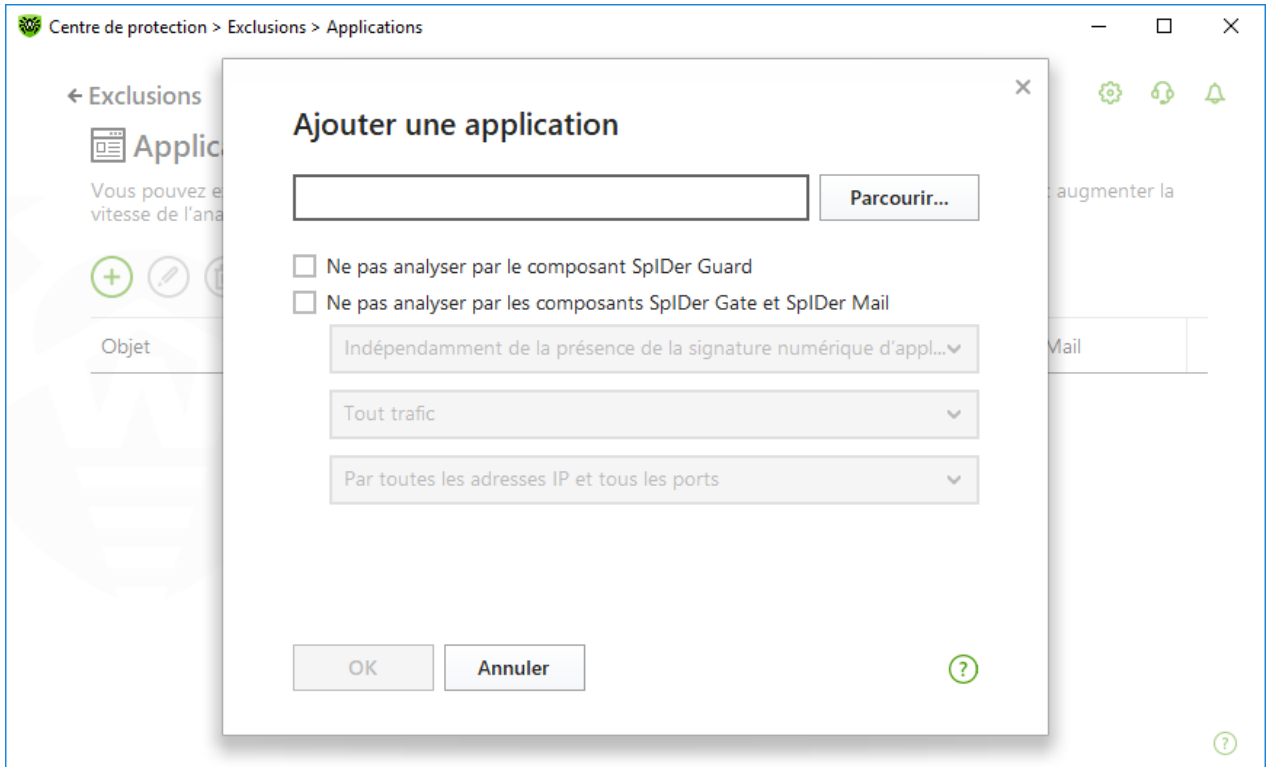 Centre de protection > Exclusions > Applications
Exclusions
Ajouter une application
Vous pouvez
augmenter la
vitesse de l'ana
Parcourir...
Ne pas analyser par le composant SpIDer Guard
Ne pas analyser par les composants SpIDer Gate et SpIDer Mail
Objet
Indépendamment de la présence de la signature numérique d'appl...
Mail
Tout trafic
Par toutes les adresses IP et tous les ports
OK
Annuler
?
?